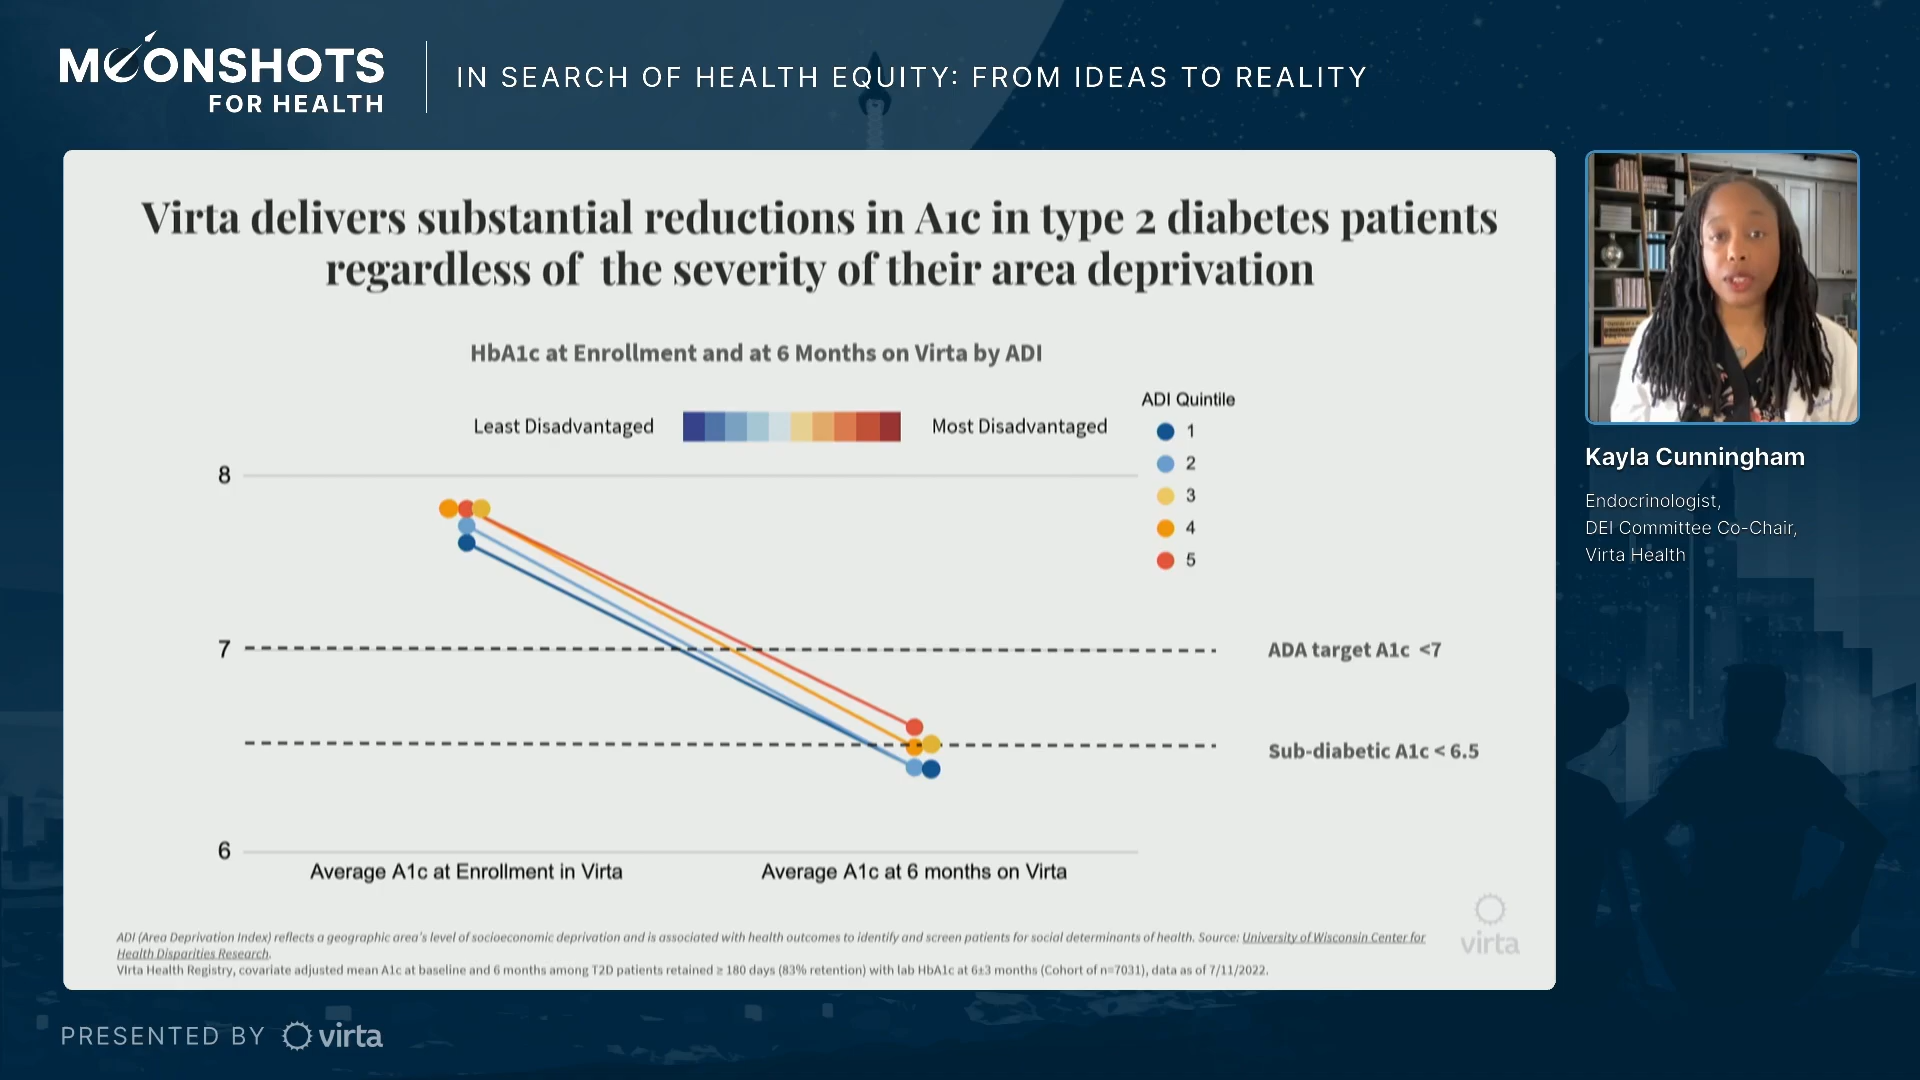 MOONSHOTS
FOR HEALTH
IN SEARCH OF HEALTH EQUITY: FROM IDEAS TO REALITY
Virta delivers substantial reductions in A1c in type 2 diabetes patients
regardless of the severity of their area deprivation
HbA1c at Enrollment and at 6 Months on Virta by ADI
Least Disadvantaged
Most Disadvantaged
ADI Quintile
1
2
3
4
5
8
7
ADA target A1c <7
Sub-diabetic A1c < 6.5
6
Average A1c at Enrollment in Virta
Average A1c at 6 months on Virta
ADI (Area Deprivation Index) reflects a geographic area's level of socioeconomic deprivation and is associated with health outcomes to identify and screen patients for social determinants of health. Source: University of Wisconsin Center for
Health Disparities Research.
Virta Health Registry, covariate adjusted mean A1c at baseline and 6 months among T2D patients retained ≥ 180 days (83% retention) with lab HbA1c at 6±3 months (Cohort of n=7031), data as of 7/11/2022.
virta
Kayla Cunningham
Endocrinologist,
DEI Committee Co-Chair,
Virta Health
PRESENTED BY virta